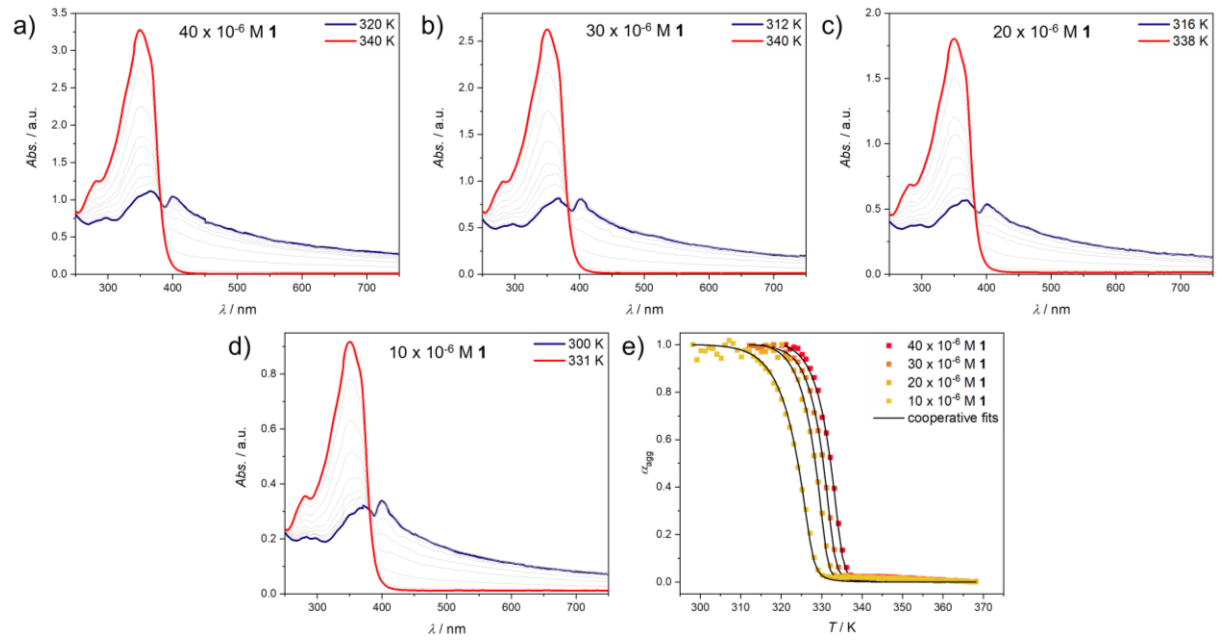 a)
40 x 10⁻⁶ M 1
320 K
340 K
3.5
3.0
2.5
2.0
1.5
1.0
0.5
0.0
Abs. / a.u.
300 400 500 600 700
λ / nm
b)
30 x 10⁻⁶ M 1
312 K
340 K
2.5
2.0
1.5
1.0
0.5
0.0
Abs. / a.u.
300 400 500 600 700
λ / nm
c)
20 x 10⁻⁶ M 1
316 K
338 K
2.0
1.5
1.0
0.5
0.0
Abs. / a.u.
300 400 500 600 700
λ / nm
d)
10 x 10⁻⁶ M 1
300 K
331 K
0.8
0.6
0.4
0.2
0.0
Abs. / a.u.
300 400 500 600 700
λ / nm
e)
40 x 10⁻⁶ M 1
30 x 10⁻⁶ M 1
20 x 10⁻⁶ M 1
10 x 10⁻⁶ M 1
cooperative fits
1.0
0.8
0.6
0.4
0.2
0.0
αagg
300 310 320 330 340 350 360 370
T / K